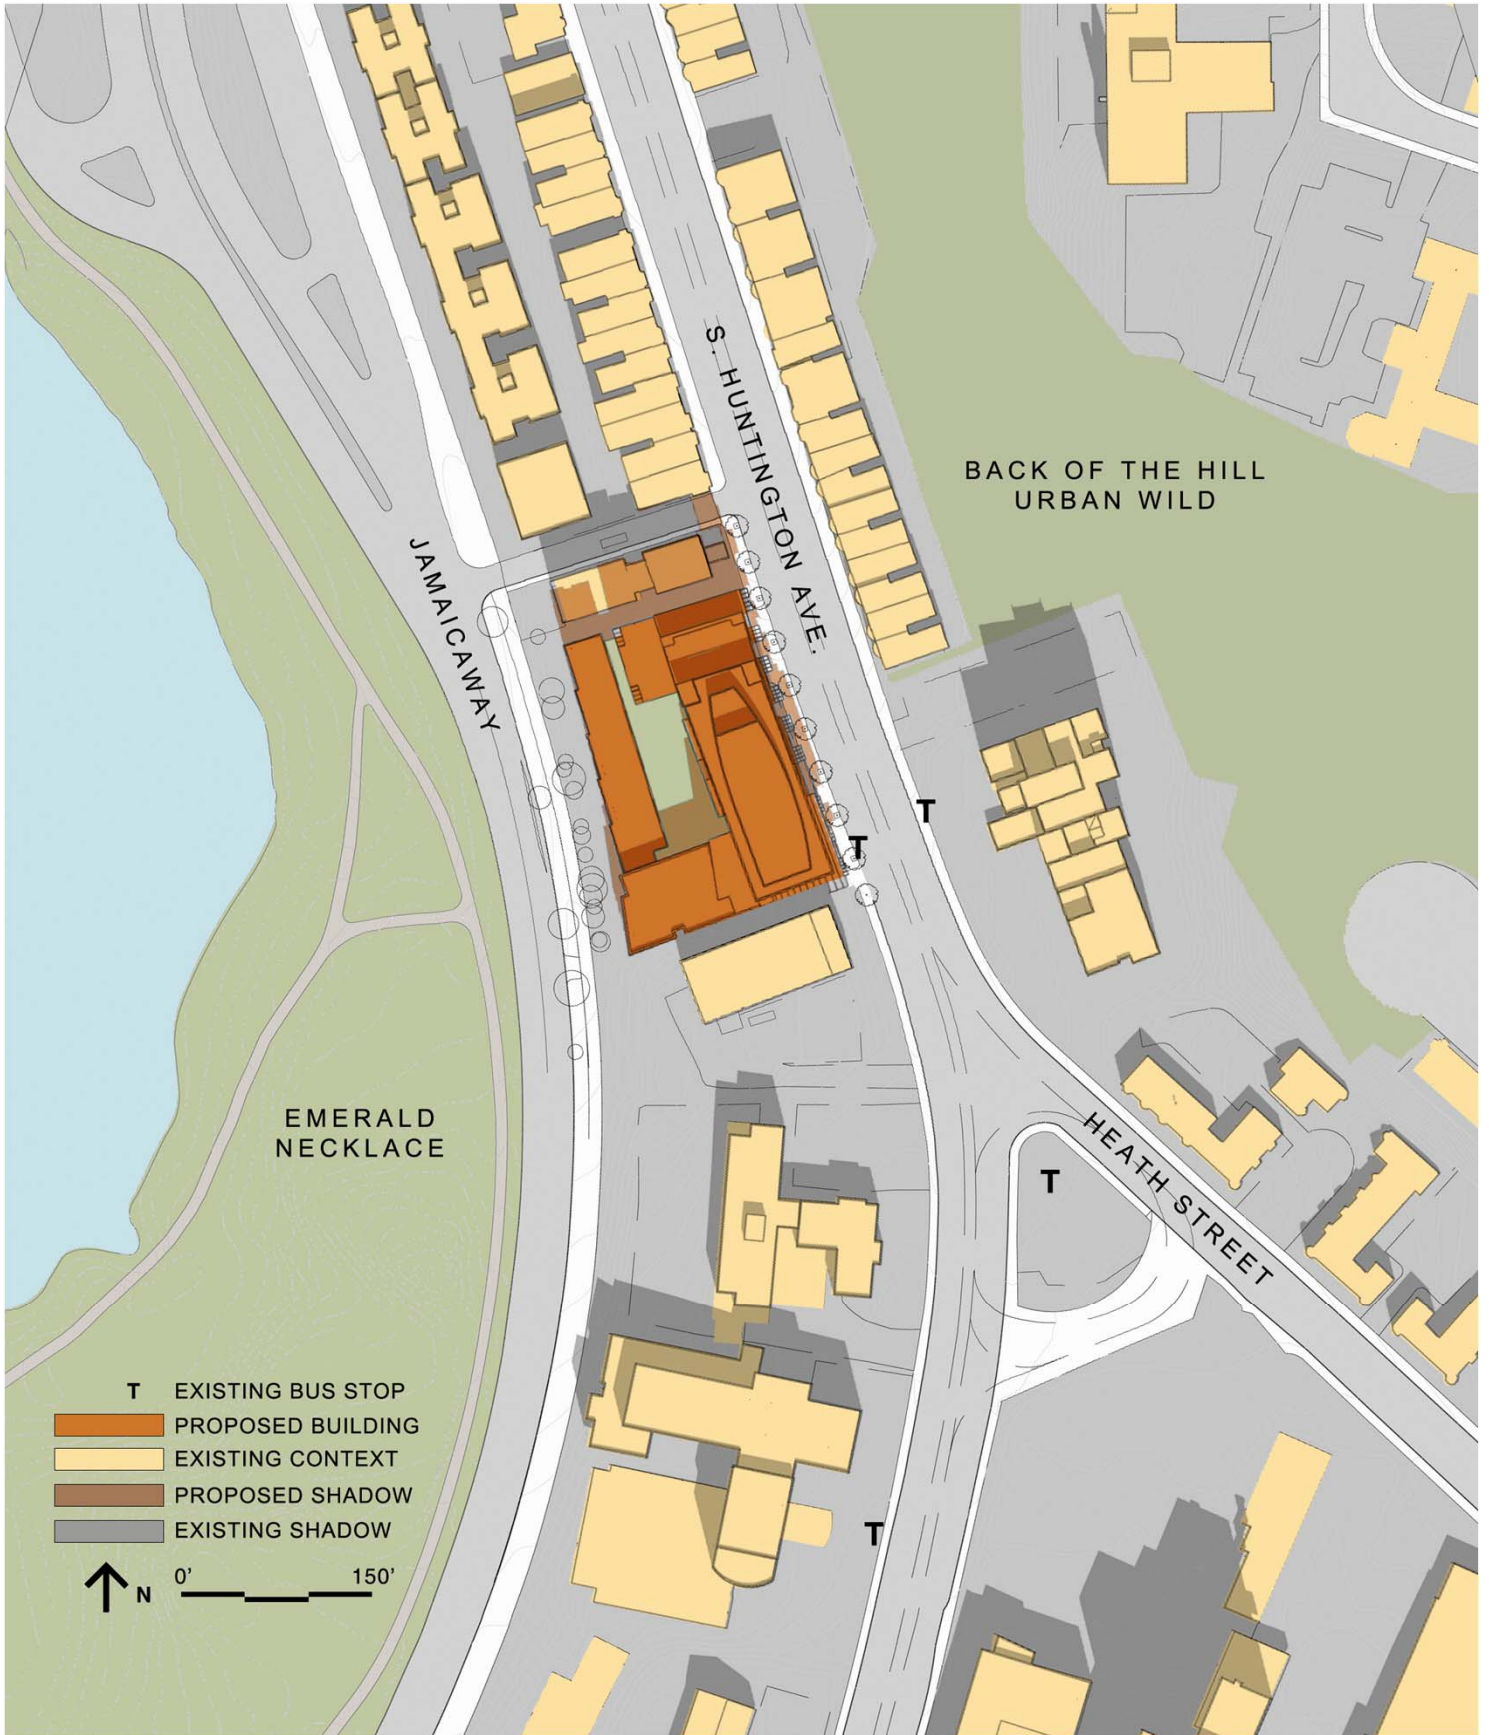 S. HUNTINGTON AVE.
BACK OF THE HILL
URBAN WILD
JAMAICAWAY
T
T
EMERALD
NECKLACE
HEATH STREET
T
T
T EXISTING BUS STOP
PROPOSED BUILDING
EXISTING CONTEXT
PROPOSED SHADOW
EXISTING SHADOW
N 0' 150'